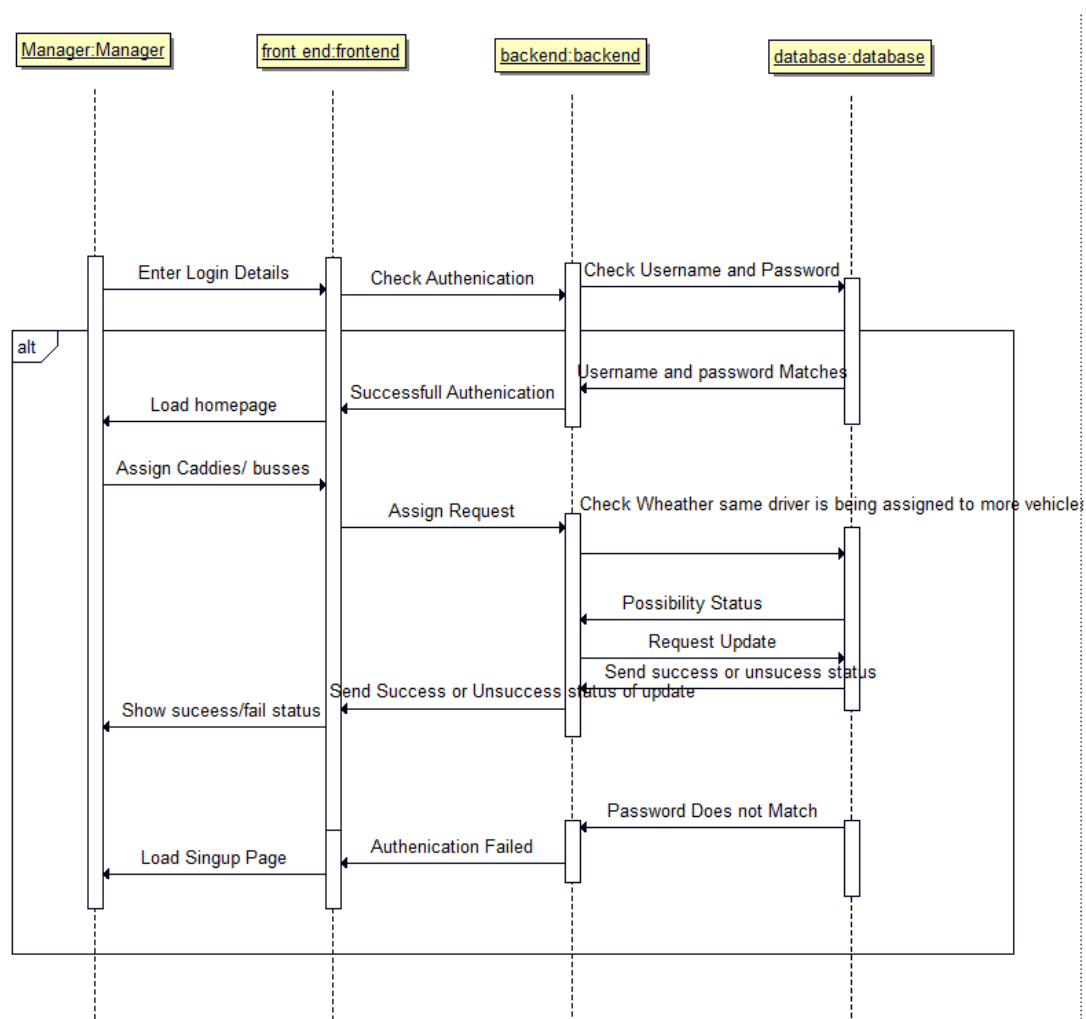 Manager:Manager
front end:frontend
backend:backend
database:database
Enter Login Details
Check Authenication
Check Username and Password
alt
Username and password Matches
Successfull Authenication
Load homepage
Assign Caddies/ busses
Assign Request
Check Wheather same driver is being assigned to more vehicles
Possibility Status
Request Update
Send success or unsucess status
Send Success or Unsuccess status of update
Show suceess/fail status
Password Does not Match
Authenication Failed
Load Singup Page